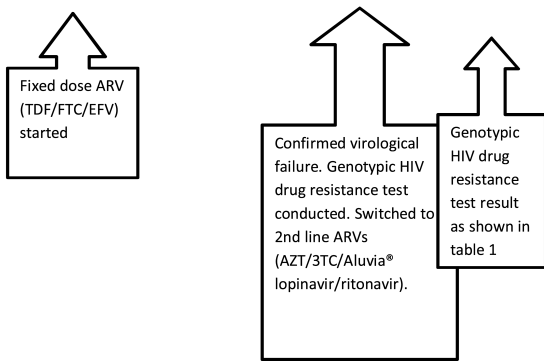 Fixed dose ARV
(TDF/FTC/EFV)
started
Confirmed virological
failure. Genotypic HIV
drug resistance test
conducted. Switched to
2nd line ARVs
(AZT/3TC/Aluvia®
lopinavir/ritonavir).
Genotypic
HIV drug
resistance
test result
as shown in
table 1